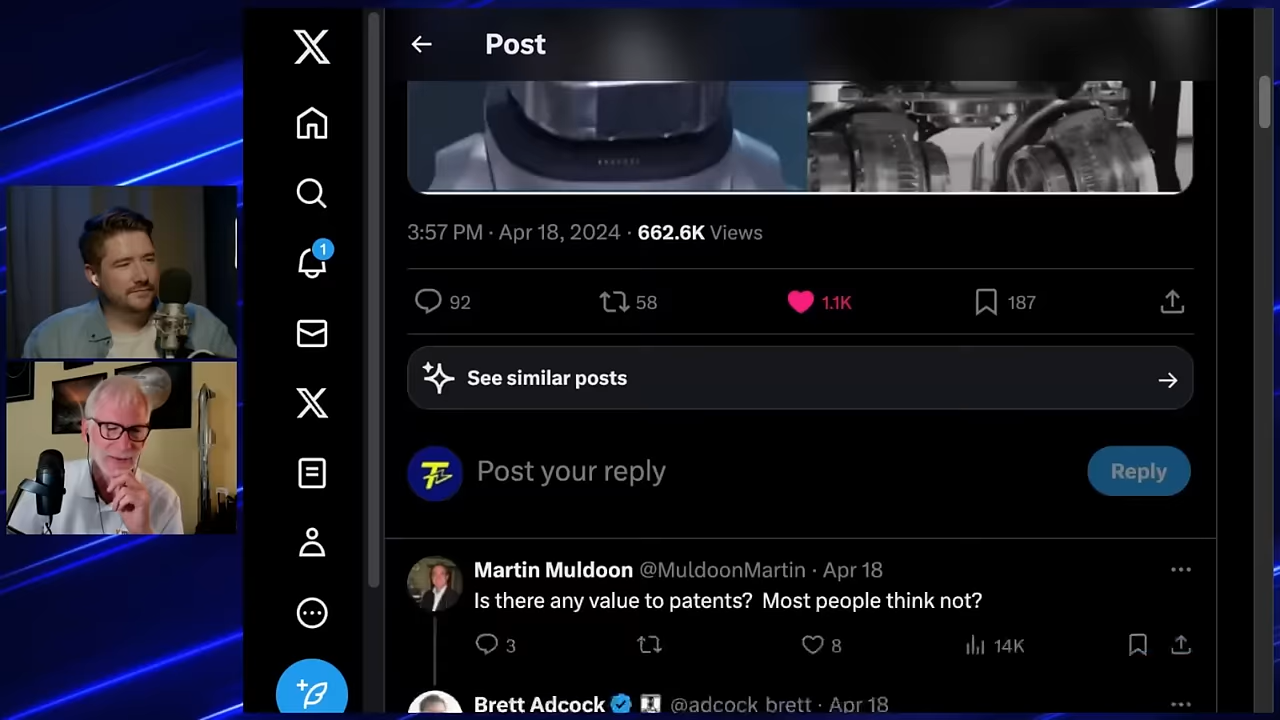 Post
3:57 PM · Apr 18, 2024 · 662.6K Views
92
58
1.1K
187
1
See similar posts
Post your reply
Reply
Martin Muldoon @MuldoonMartin · Apr 18
Is there any value to patents? Most people think not?
3
8
14K
Brett Adcock @adcock_brett · Apr 18